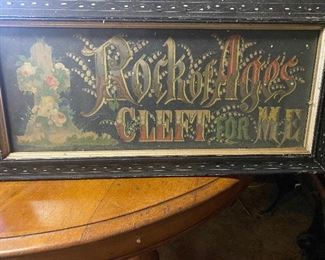 Rock of Ages
CLEFT FOR ME